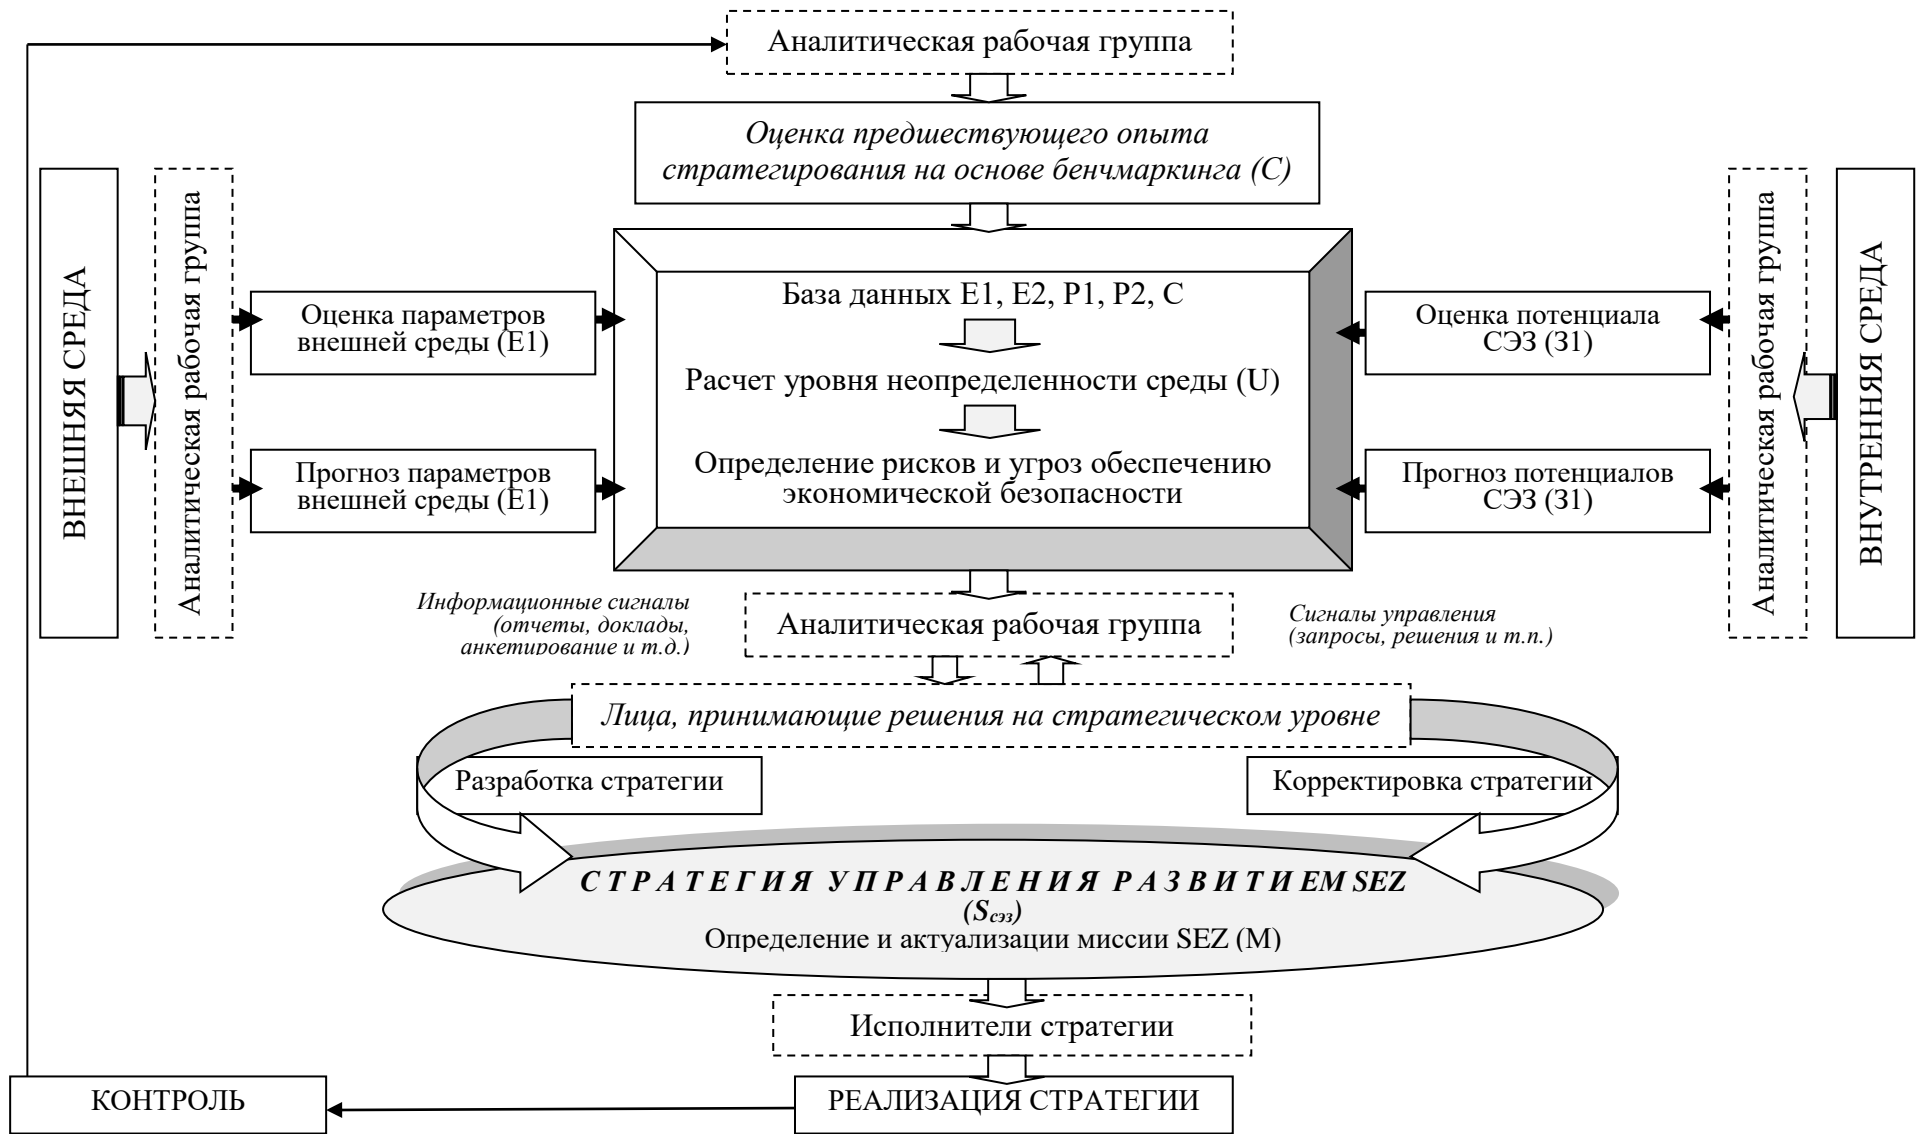 Аналитическая рабочая группа
Оценка предшествующего опыта
стратегирования на основе бенчмаркинга (С)
ВНЕШНЯЯ СРЕДА
Аналитическая рабочая группа
Оценка параметров
внешней среды (Е1)
Прогноз параметров
внешней среды (Е1)
База данных Е1, Е2, Р1, Р2, С
Расчет уровня неопределенности среды (U)
Определение рисков и угроз обеспечению
экономической безопасности
Оценка потенциала
СЭЗ (З1)
Прогноз потенциалов
СЭЗ (З1)
Аналитическая рабочая группа
ВНУТРЕННЯЯ СРЕДА
Информационные сигналы
(отчеты, доклады,
анкетирование и т.д.)
Аналитическая рабочая группа
Сигналы управления
(запросы, решения и т.п.)
Лица, принимающие решения на стратегическом уровне
Разработка стратегии
Корректировка стратегии
С Т Р А Т Е Г И Я У П Р А В Л Е Н И Я Р А З В И Т И ЕМ SEZ
(Sсэз)
Определение и актуализации миссии SEZ (М)
Исполнители стратегии
КОНТРОЛЬ
РЕАЛИЗАЦИЯ СТРАТЕГИИ